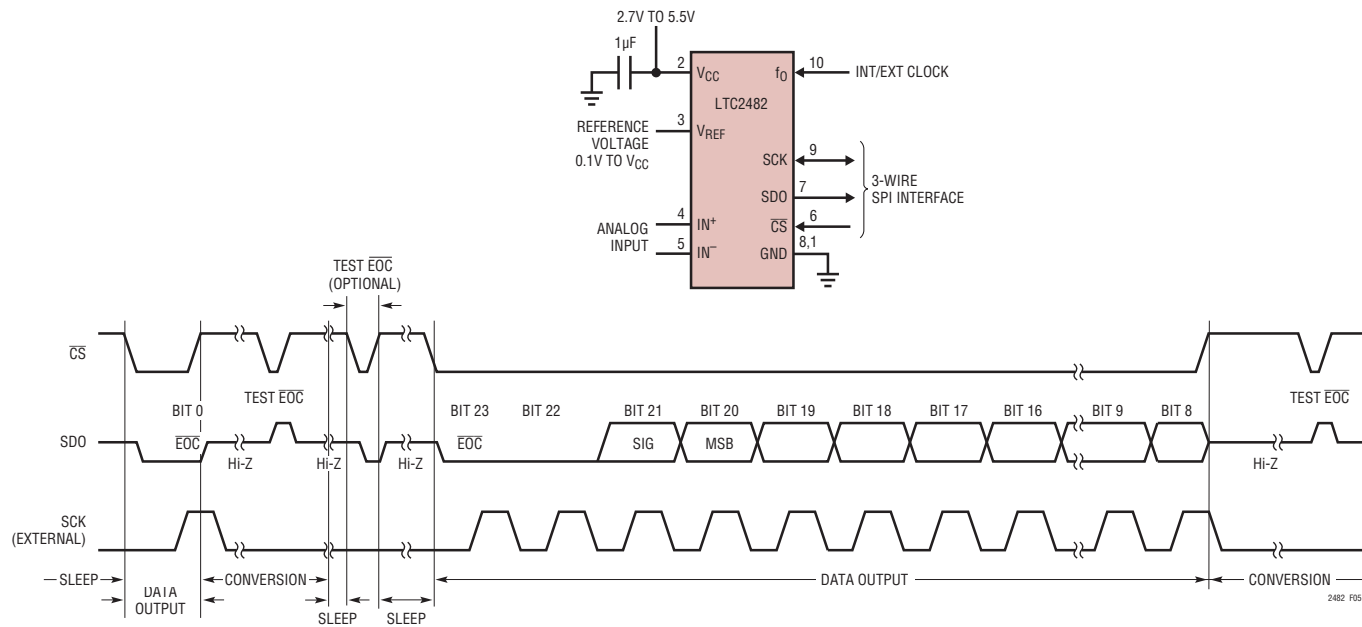 2.7V TO 5.5V
1µF
2
VCC
fO
10
INT/EXT CLOCK
LTC2482
REFERENCE
VOLTAGE
0.1V TO VCC
3
VREF
SCK
9
SDO
7
3-WIRE
SPI INTERFACE
ANALOG
INPUT
4
IN+
CS
6
5
IN–
GND
8,1
TEST EOC
(OPTIONAL)
CS
BIT 0
TEST EOC
BIT 23
BIT 22
BIT 21
BIT 20
BIT 19
BIT 18
BIT 17
BIT 16
BIT 9
BIT 8
TEST EOC
SDO
EOC
Hi-Z
Hi-Z
Hi-Z
EOC
SIG
MSB
Hi-Z
SCK
(EXTERNAL)
SLEEP
DATA
OUTPUT
CONVERSION
SLEEP
SLEEP
DATA OUTPUT
CONVERSION
2482 F05